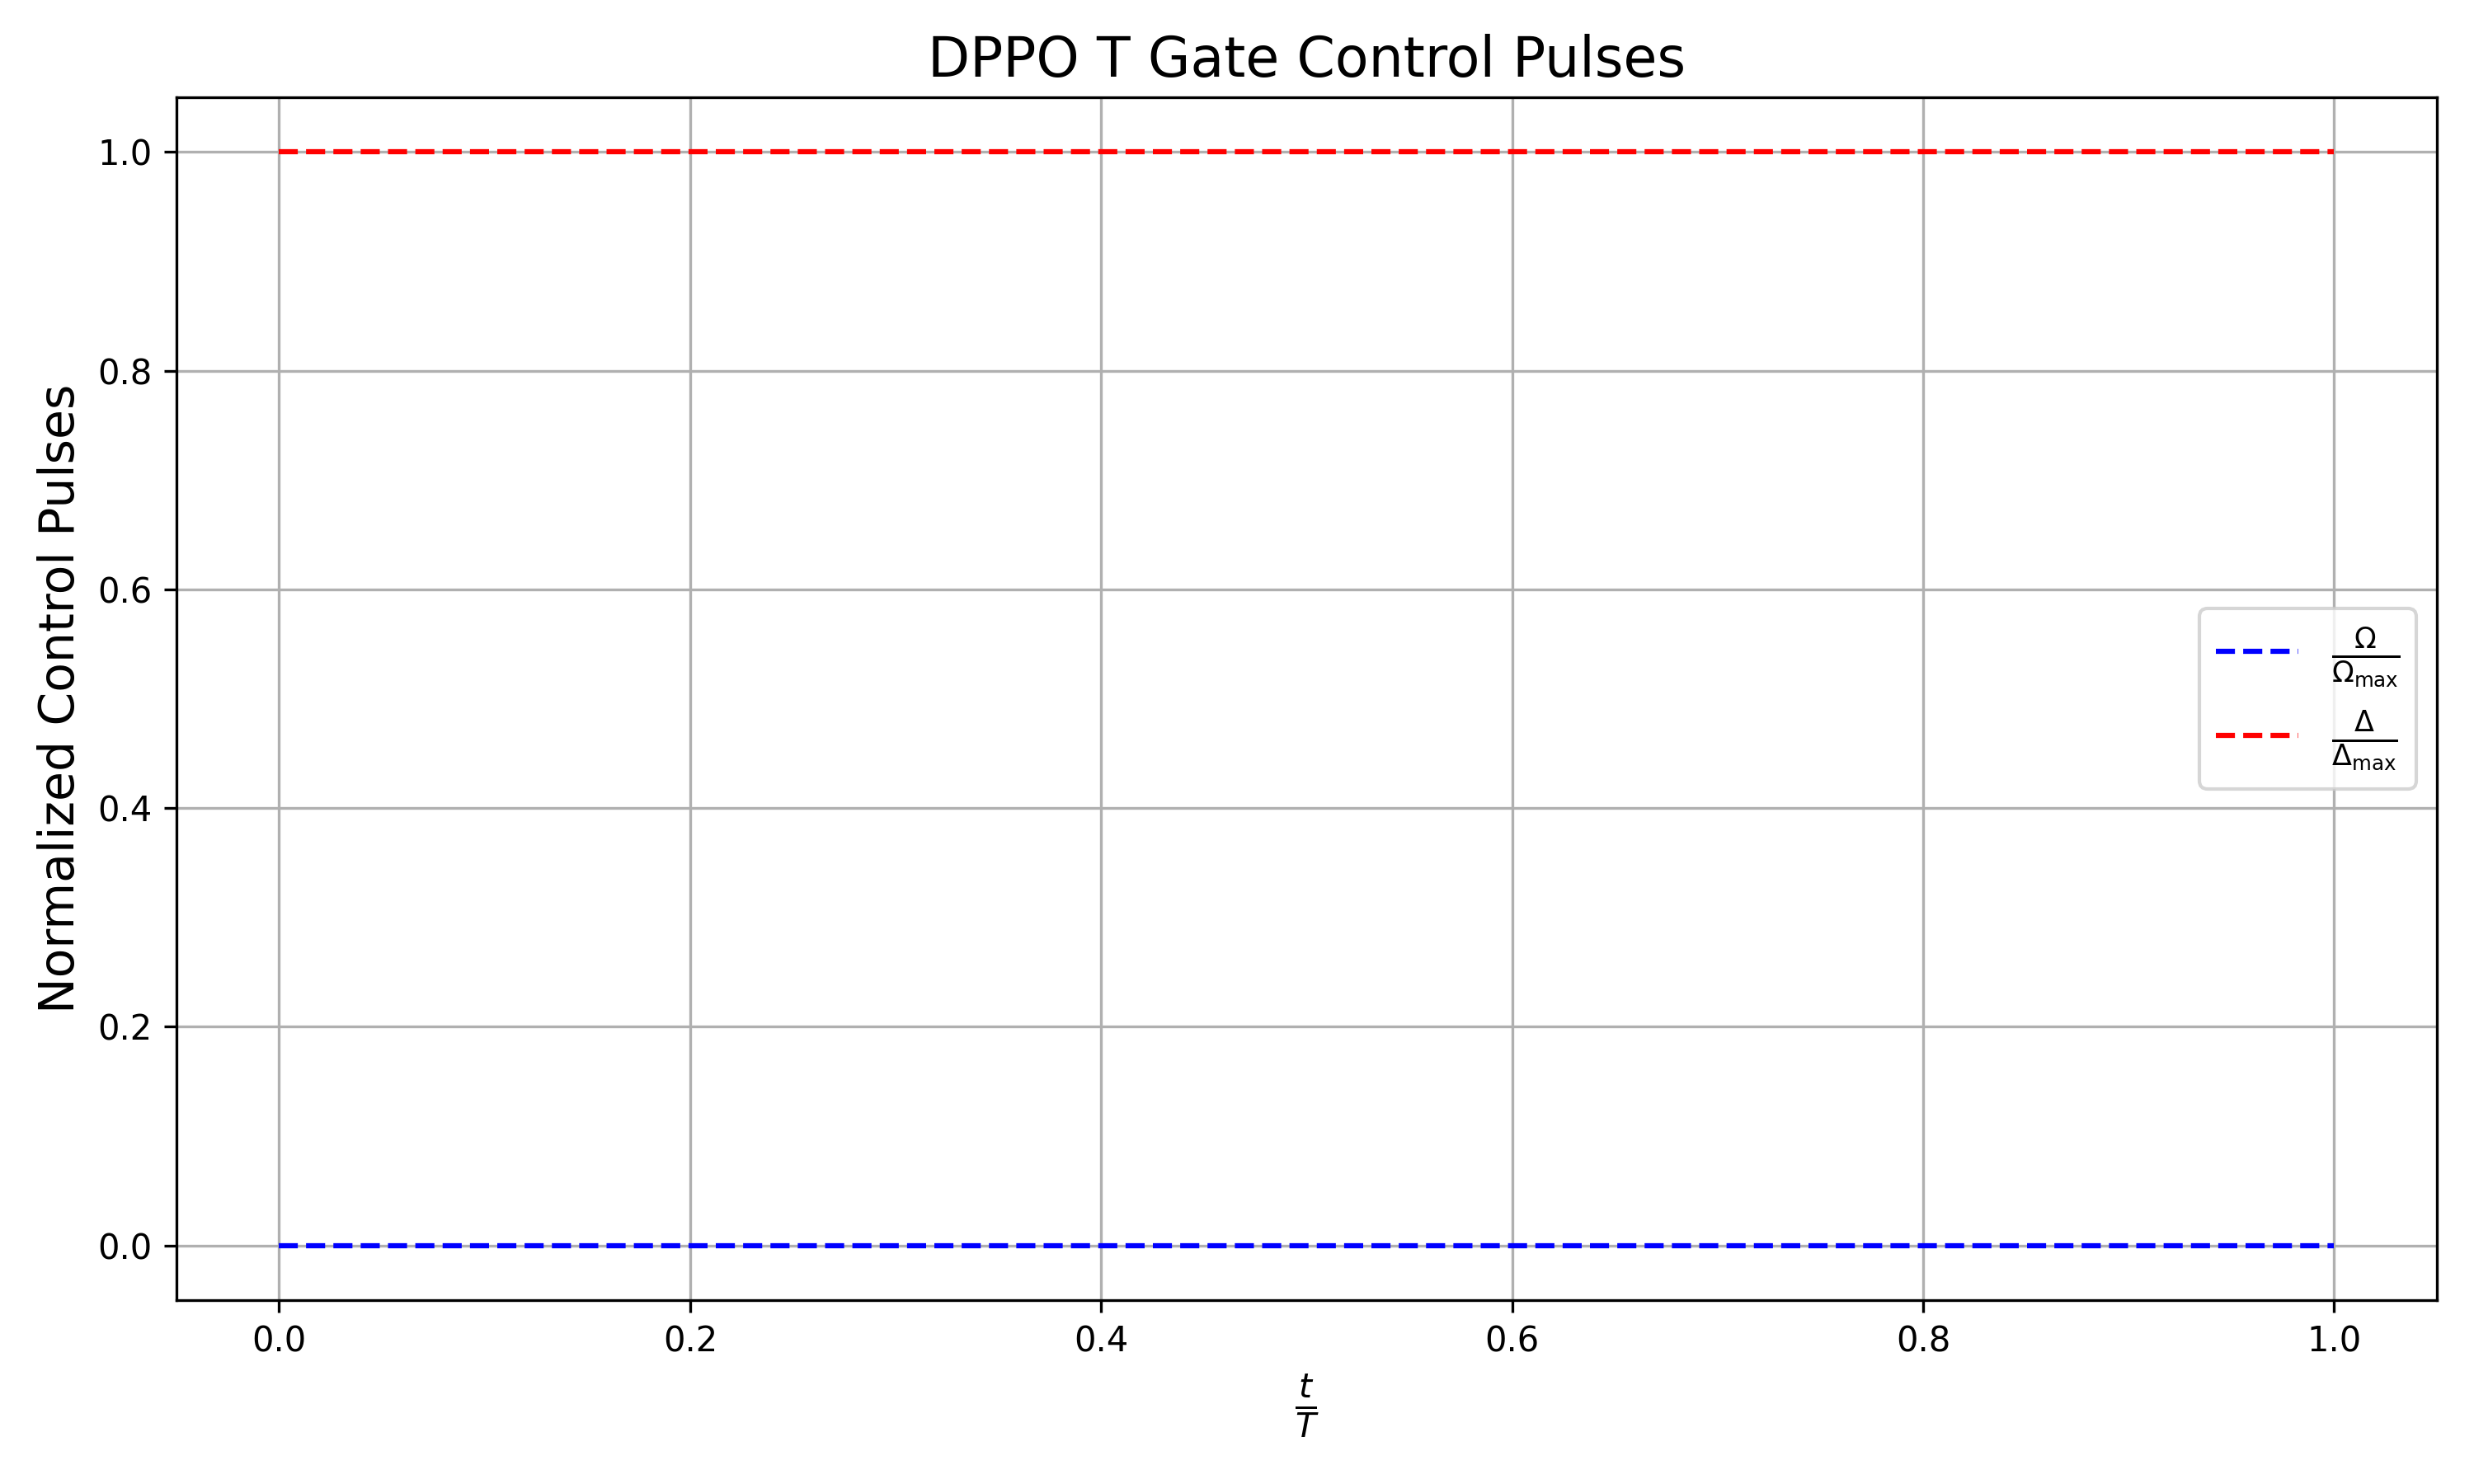 DPPO T Gate Control Pulses
Normalized Control Pulses
1.0
0.8
0.6
0.4
0.2
0.0
Ω
Ωmax
Δ
Δmax
0.0 0.2 0.4 0.6 0.8 1.0
t
T